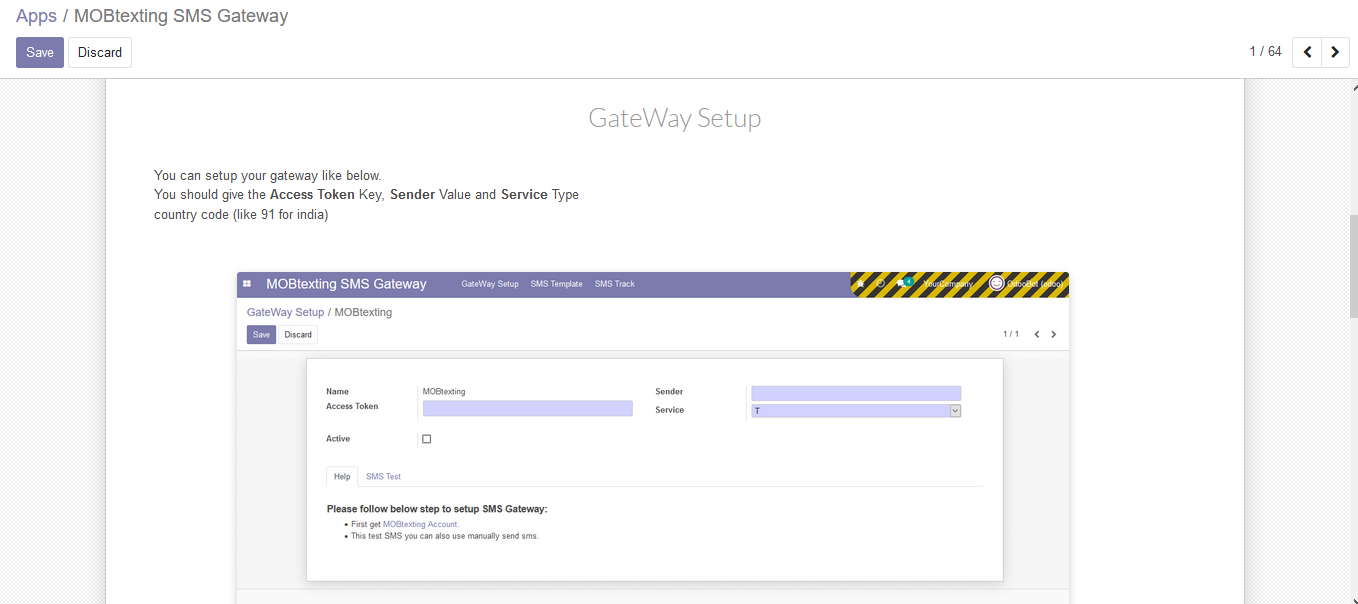 Apps / MOBtexting SMS Gateway
Save Discard 1 / 64
GateWay Setup
You can setup your gateway like below.
You should give the Access Token Key, Sender Value and Service Type
country code (like 91 for india)
MOBtexting SMS Gateway GateWay Setup SMS Template SMS Track 4 YourCompany OdooBot (odoo)
GateWay Setup / MOBtexting
Save Discard 1 / 1
Name MOBtexting Sender
Access Token Service T
Active
Help SMS Test
Please follow below step to setup SMS Gateway:
• First get MOBtexting Account.
• This test SMS you can also use manually send sms.